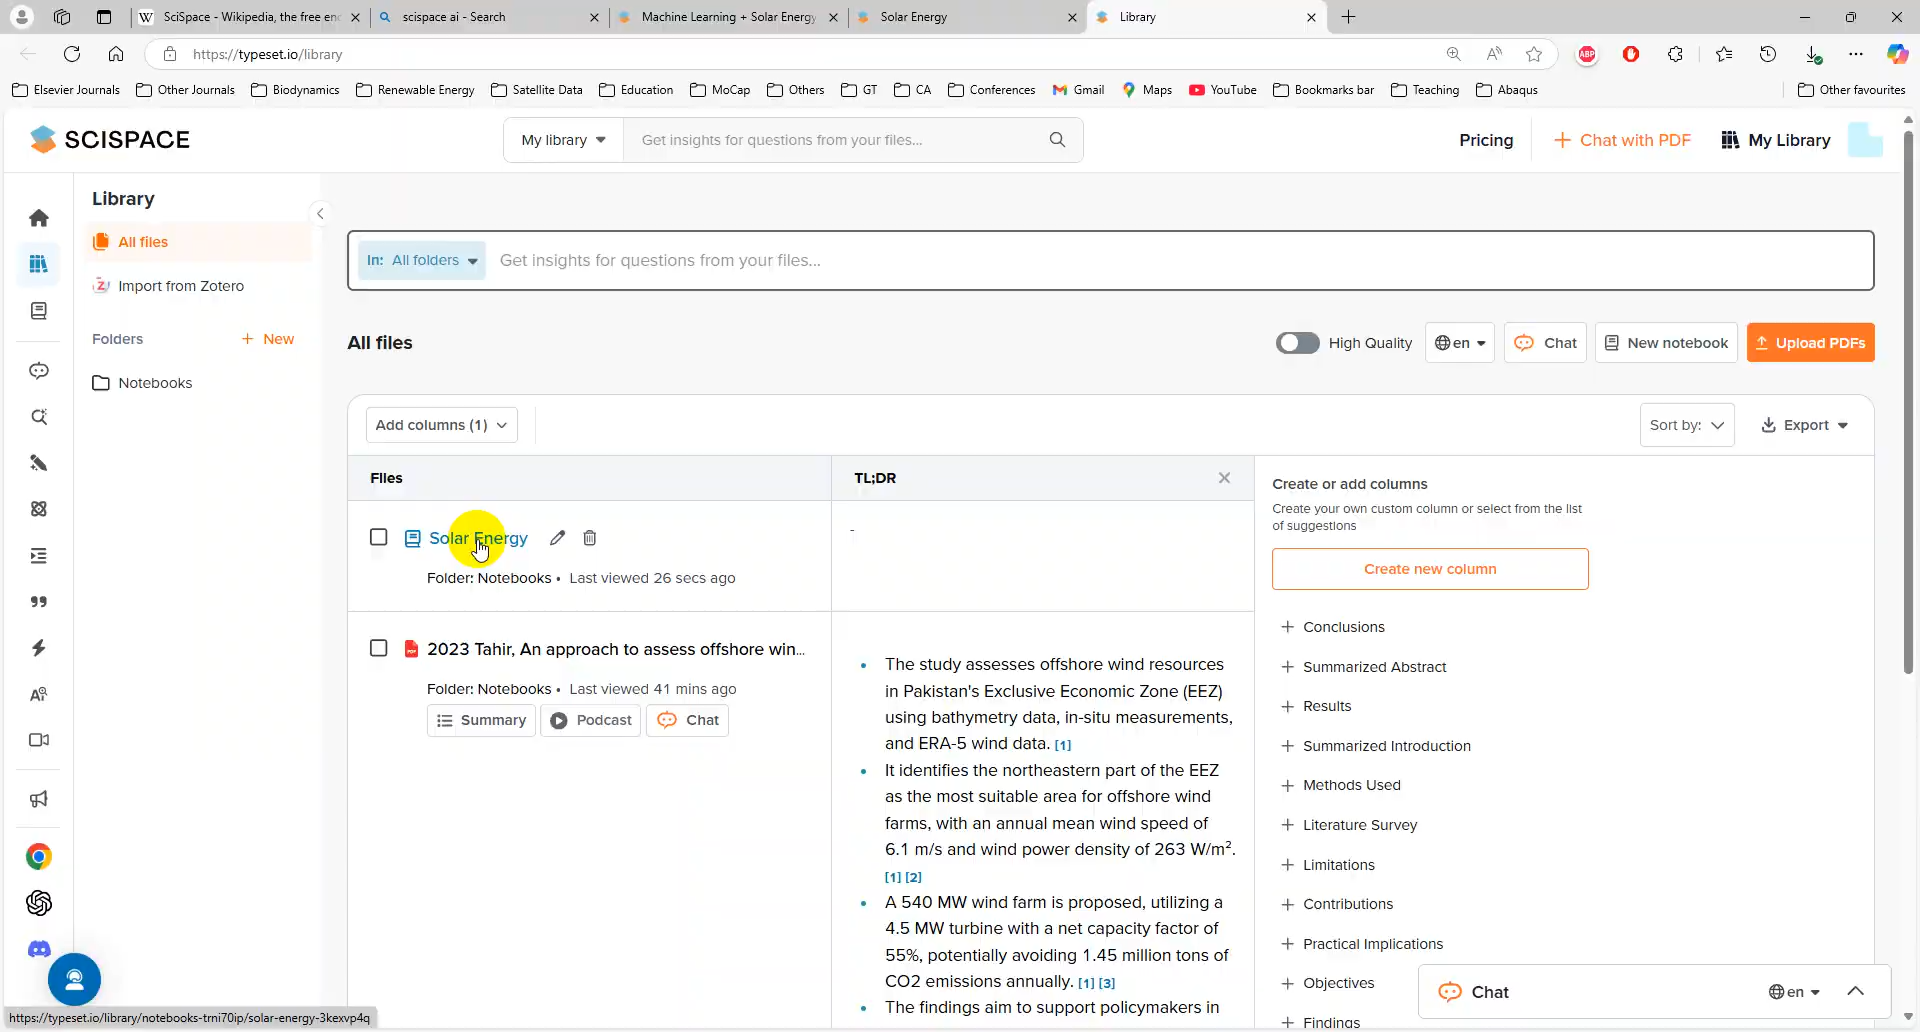 SciSpace - Wikipedia, the free en
scispace ai - Search
Machine Learning + Solar Energy
Solar Energy
Library
https://typeset.io/library
Elsevier Journals
Other Journals
Biodynamics
Renewable Energy
Satellite Data
Education
MoCap
Others
GT
CA
Conferences
Gmail
Maps
YouTube
Bookmarks bar
Teaching
Abaqus
Other favourites
SCISPACE
My library
Get insights for questions from your files...
Pricing
+ Chat with PDF
My Library
Library
All files
Import from Zotero
Folders
+ New
Notebooks
In: All folders
Get insights for questions from your files...
All files
High Quality
en
Chat
New notebook
Upload PDFs
Add columns (1)
Sort by:
Export
Files
TL;DR
Solar Energy
Folder: Notebooks • Last viewed 26 secs ago
-
2023 Tahir, An approach to assess offshore win...
Folder: Notebooks • Last viewed 41 mins ago
Summary
Podcast
Chat
• The study assesses offshore wind resources
in Pakistan's Exclusive Economic Zone (EEZ)
using bathymetry data, in-situ measurements,
and ERA-5 wind data. [1]
• It identifies the northeastern part of the EEZ
as the most suitable area for offshore wind
farms, with an annual mean wind speed of
6.1 m/s and wind power density of 263 W/m².
[1] [2]
• A 540 MW wind farm is proposed, utilizing a
4.5 MW turbine with a net capacity factor of
55%, potentially avoiding 1.45 million tons of
CO2 emissions annually. [1] [3]
• The findings aim to support policymakers in
Create or add columns
Create your own custom column or select from the list
of suggestions
Create new column
+ Conclusions
+ Summarized Abstract
+ Results
+ Summarized Introduction
+ Methods Used
+ Literature Survey
+ Limitations
+ Contributions
+ Practical Implications
+ Objectives
+ Findings
Chat
en
https://typeset.io/library/notebooks-trni70ip/solar-energy-3kexvp4q